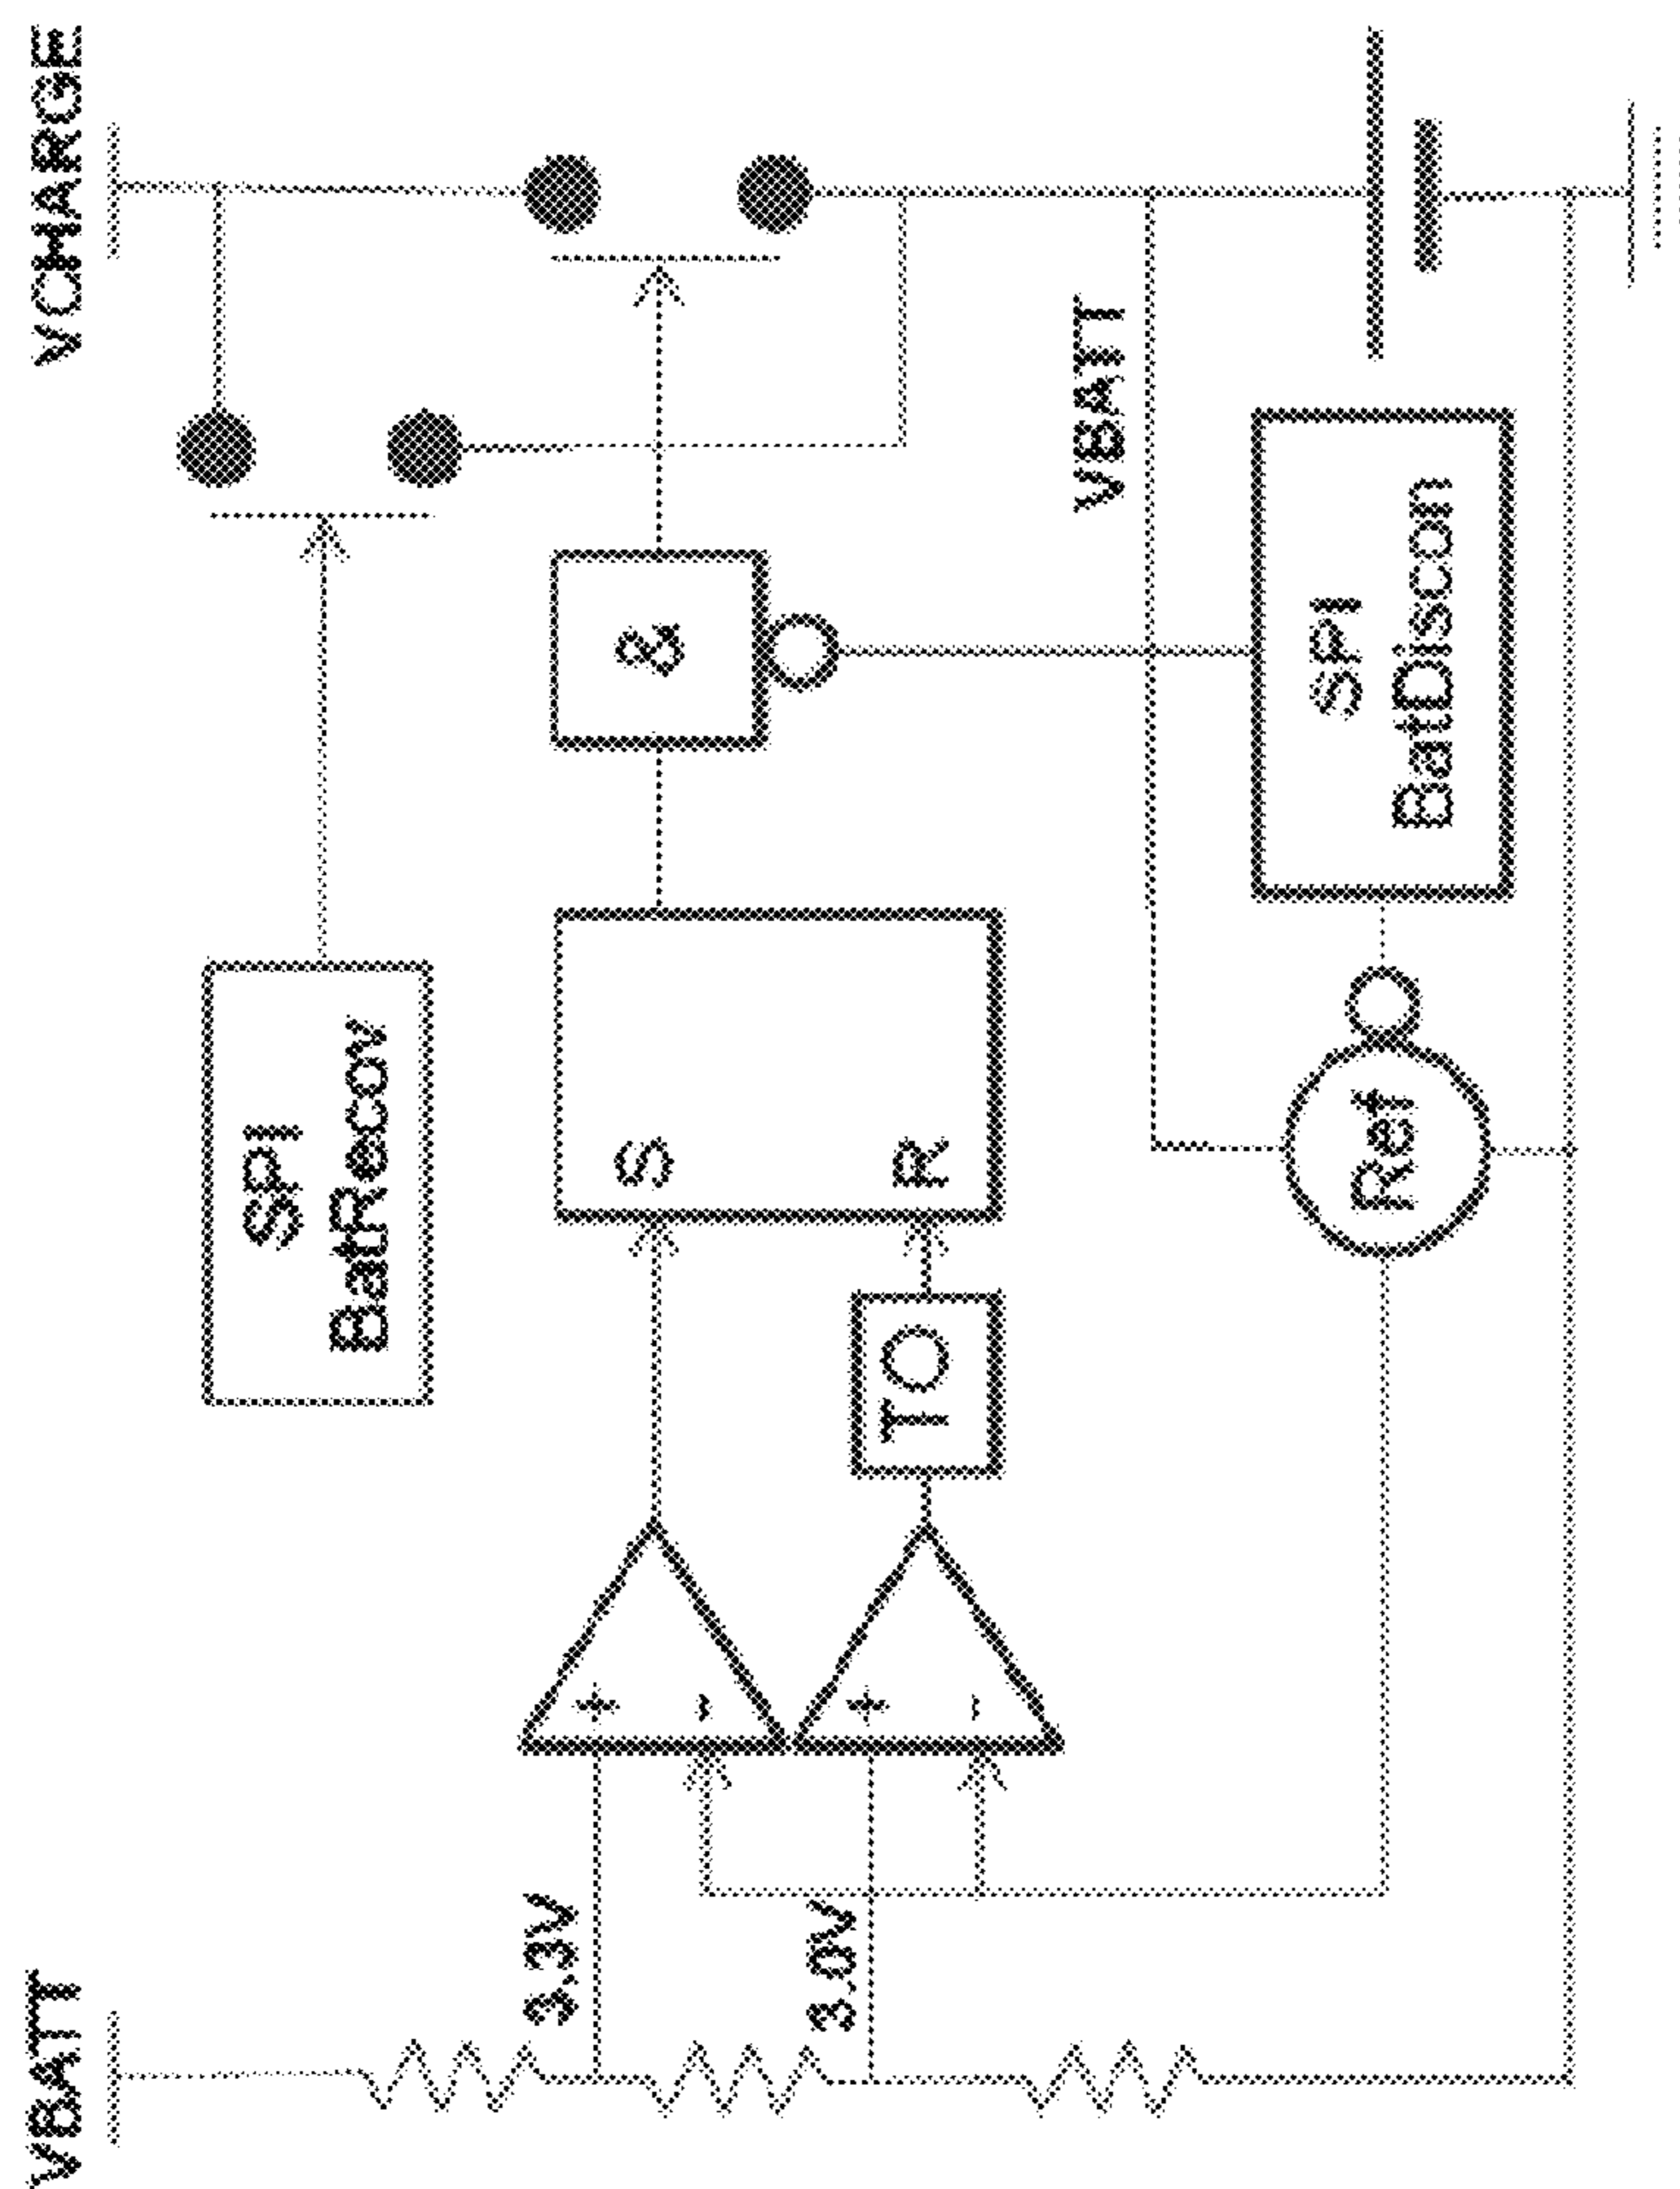 VBATT
VCHARGE
SPI
BatRecov
3.3V
+
-
S
&
3.0V
+
-
TO
R
VBATT
Ref
SPI
BatDiscon